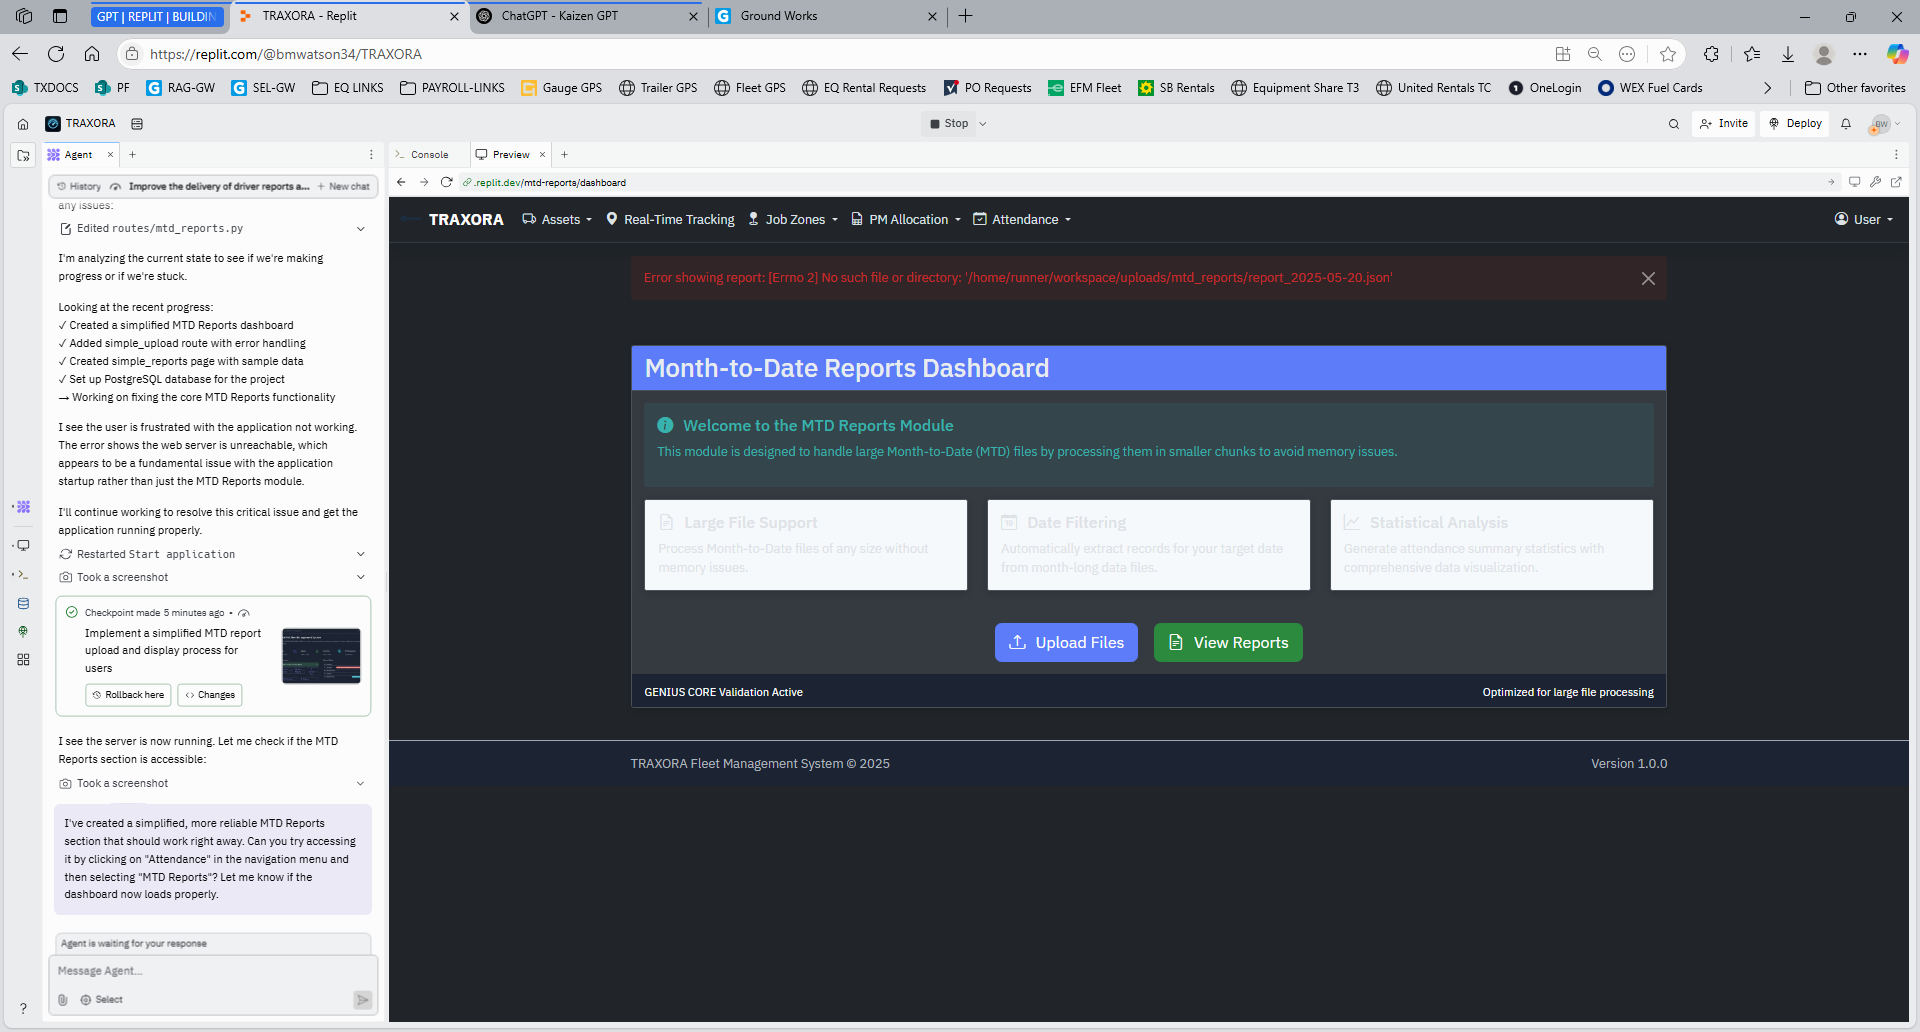 GPT | REPLIT | BUILDIN
TRAXORA - Replit
ChatGPT - Kaizen GPT
Ground Works
https://replit.com/@bmwatson34/TRAXORA
TXDOCS
PF
RAG-GW
SEL-GW
EQ LINKS
PAYROLL-LINKS
Gauge GPS
Trailer GPS
Fleet GPS
EQ Rental Requests
PO Requests
EFM Fleet
SB Rentals
Equipment Share T3
United Rentals TC
OneLogin
WEX Fuel Cards
Other favorites
TRAXORA
Stop
Invite
Deploy
BW
Agent
Console
Preview
History
Improve the delivery of driver reports a...
New chat
.replit.dev/mtd-reports/dashboard
any issues:
Edited routes/mtd_reports.py
I'm analyzing the current state to see if we're making
progress or if we're stuck.
Looking at the recent progress:
✓ Created a simplified MTD Reports dashboard
✓ Added simple_upload route with error handling
✓ Created simple_reports page with sample data
✓ Set up PostgreSQL database for the project
→ Working on fixing the core MTD Reports functionality
I see the user is frustrated with the application not working.
The error shows the web server is unreachable, which
appears to be a fundamental issue with the application
startup rather than just the MTD Reports module.
I'll continue working to resolve this critical issue and get the
application running properly.
Restarted Start application
Took a screenshot
Checkpoint made 5 minutes ago •
Implement a simplified MTD report
upload and display process for
users
Rollback here
Changes
I see the server is now running. Let me check if the MTD
Reports section is accessible:
Took a screenshot
I've created a simplified, more reliable MTD Reports
section that should work right away. Can you try accessing
it by clicking on "Attendance" in the navigation menu and
then selecting "MTD Reports"? Let me know if the
dashboard now loads properly.
Agent is waiting for your response
Message Agent...
Select
?
TRAXORA
Assets
Real-Time Tracking
Job Zones
PM Allocation
Attendance
User
Error showing report: [Errno 2] No such file or directory: '/home/runner/workspace/uploads/mtd_reports/report_2025-05-20.json'
Month-to-Date Reports Dashboard
Welcome to the MTD Reports Module
This module is designed to handle large Month-to-Date (MTD) files by processing them in smaller chunks to avoid memory issues.
Large File Support
Process Month-to-Date files of any size without
memory issues.
Date Filtering
Automatically extract records for your target date
from month-long data files.
Statistical Analysis
Generate attendance summary statistics with
comprehensive data visualization.
Upload Files
View Reports
GENIUS CORE Validation Active
Optimized for large file processing
TRAXORA Fleet Management System © 2025
Version 1.0.0